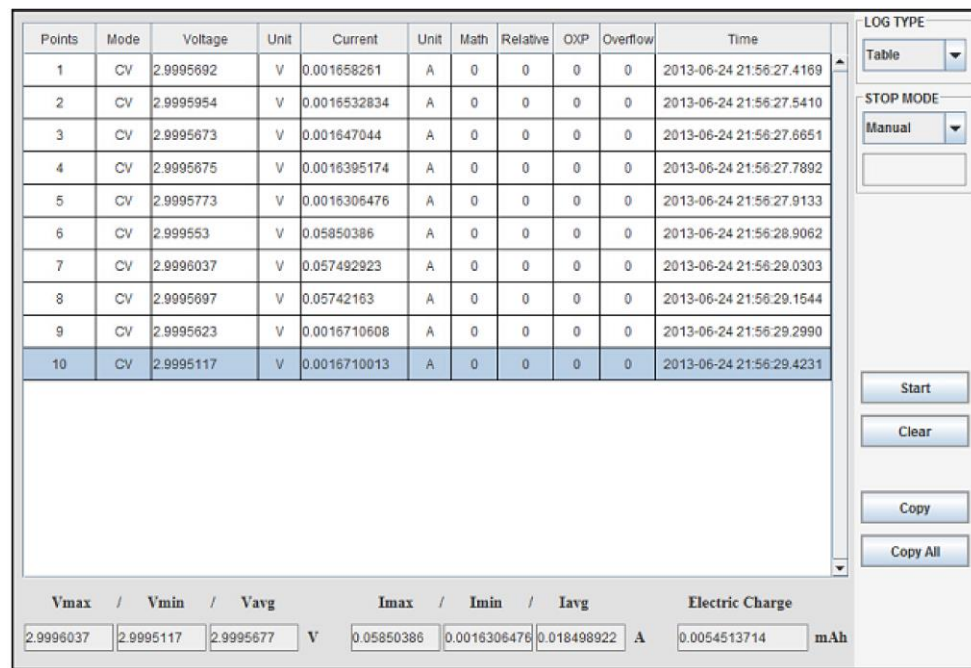 Points Mode Voltage Unit Current Unit Math Relative OXP Overflow Time
1 CV 2.9995692 V 0.001658261 A 0 0 0 0 2013-06-24 21:56:27.4169
2 CV 2.9995954 V 0.0016532834 A 0 0 0 0 2013-06-24 21:56:27.5410
3 CV 2.9995673 V 0.001647044 A 0 0 0 0 2013-06-24 21:56:27.6651
4 CV 2.9995675 V 0.0016395174 A 0 0 0 0 2013-06-24 21:56:27.7892
5 CV 2.9995773 V 0.0016306476 A 0 0 0 0 2013-06-24 21:56:27.9133
6 CV 2.999553 V 0.05850386 A 0 0 0 0 2013-06-24 21:56:28.9062
7 CV 2.9996037 V 0.057492923 A 0 0 0 0 2013-06-24 21:56:29.0303
8 CV 2.9995697 V 0.05742163 A 0 0 0 0 2013-06-24 21:56:29.1544
9 CV 2.9995623 V 0.0016710608 A 0 0 0 0 2013-06-24 21:56:29.2990
10 CV 2.9995117 V 0.0016710013 A 0 0 0 0 2013-06-24 21:56:29.4231
Vmax / Vmin / Vavg Imax / Imin / Iavg Electric Charge
2.9996037 2.9995117 2.9995677 V 0.05850386 0.0016306476 0.018498922 A 0.0054513714 mAh
LOG TYPE
Table
STOP MODE
Manual
Start
Clear
Copy
Copy All